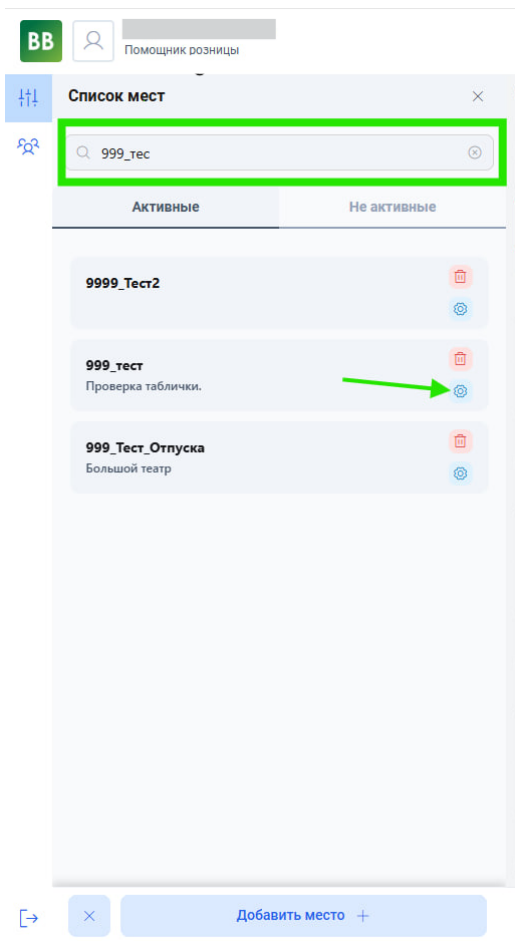 BB
Помощник розницы
Список мест
999_тес
Активные
Не активные
9999_Тест2
999_тест
Проверка таблички.
999_Тест_Отпуска
Большой театр
Добавить место +